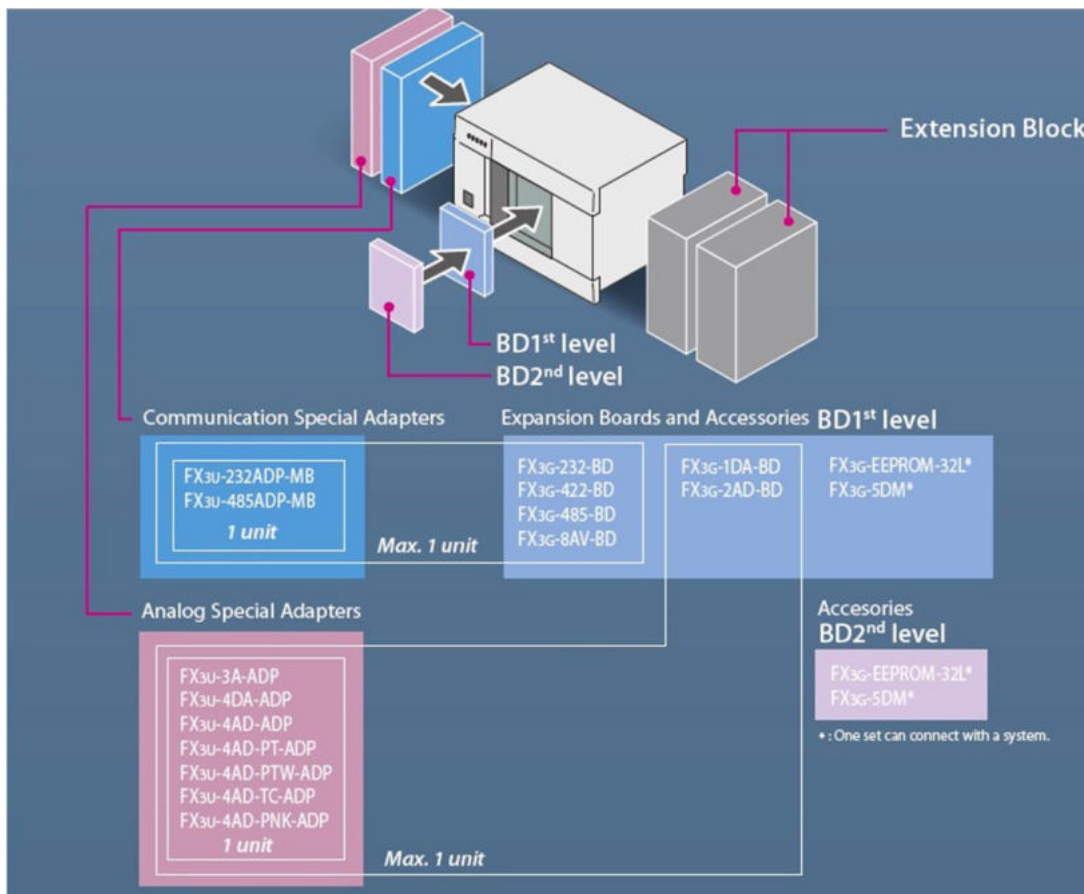 Extension Block
BD1st level
BD2nd level
Communication Special Adapters
FX3U-232ADP-MB
FX3U-485ADP-MB
1 unit
Max. 1 unit
Expansion Boards and Accessories BD1st level
FX3G-232-BD
FX3G-422-BD
FX3G-485-BD
FX3G-8AV-BD
FX3G-1DA-BD
FX3G-2AD-BD
FX3G-EEPROM-32L*
FX3G-5DM*
Analog Special Adapters
FX3U-3A-ADP
FX3U-4DA-ADP
FX3U-4AD-ADP
FX3U-4AD-PT-ADP
FX3U-4AD-PTW-ADP
FX3U-4AD-TC-ADP
FX3U-4AD-PNK-ADP
1 unit
Max. 1 unit
Accesories
BD2nd level
FX3G-EEPROM-32L*
FX3G-5DM*
* : One set can connect with a system.